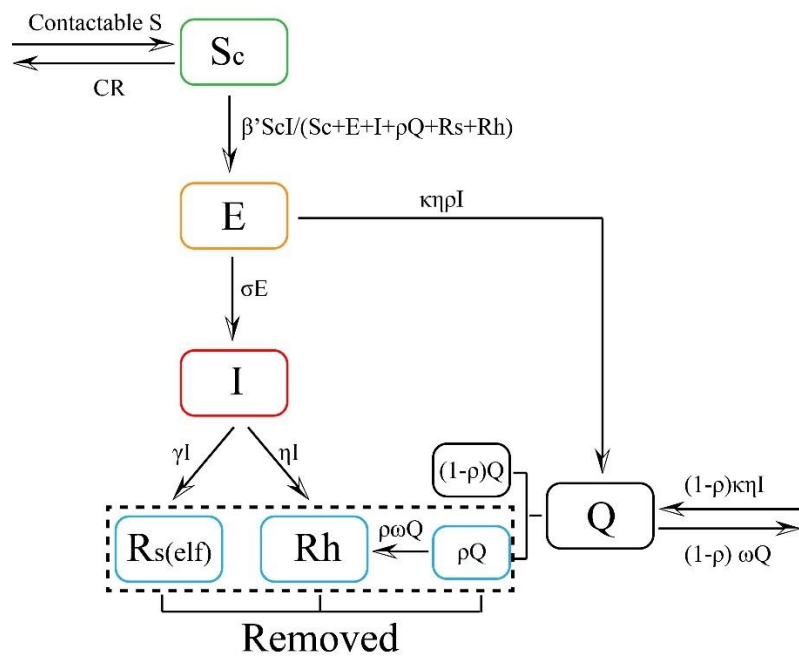 Contactable S
Sc
CR
β’ScI/(Sc+E+I+ρQ+Rs+Rh)
E
κηρI
σE
I
γI
ηI
(1-ρ)Q
(1-ρ)κηI
Q
(1-ρ) ωQ
Rs(elf)
Rh
ρωQ
ρQ
Removed